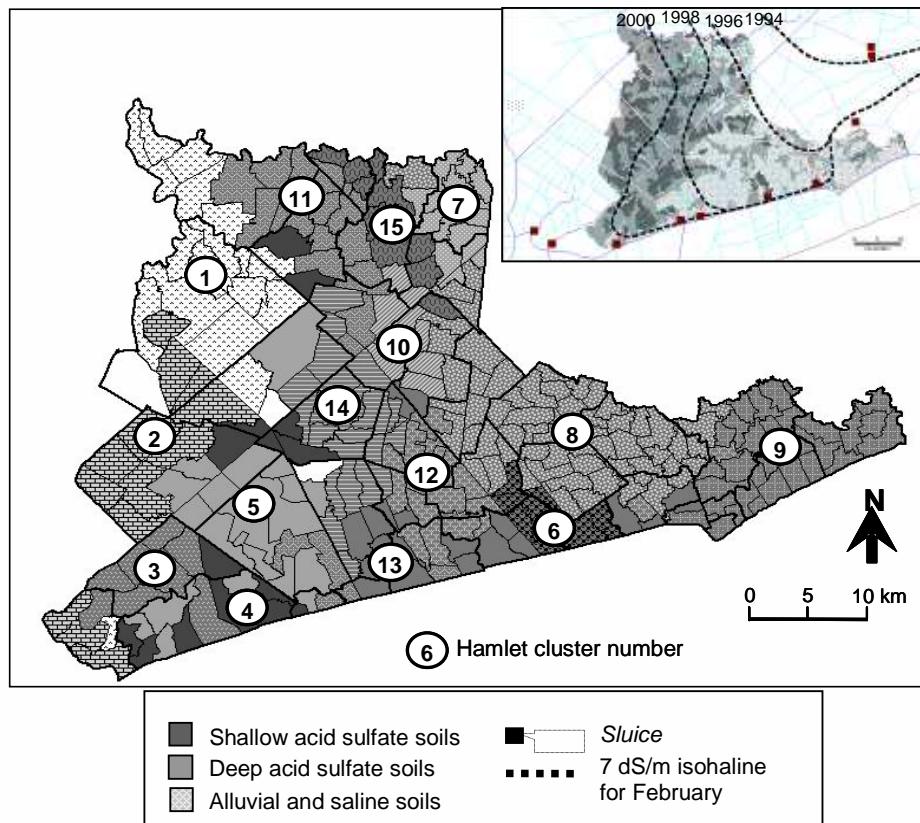 2000 1998 1996 1994
11
15
7
1
10
14
2
8
9
12
5
6
N
3
13
4
0 5 10 km
6 Hamlet cluster number
Shallow acid sulfate soils
Deep acid sulfate soils
Alluvial and saline soils
Sluice
7 dS/m isohaline
for February